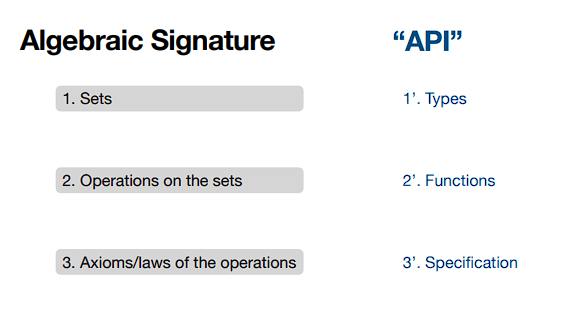 Algebraic Signature
“API”
1. Sets
1’. Types
2. Operations on the sets
2’. Functions
3. Axioms/laws of the operations
3’. Specification